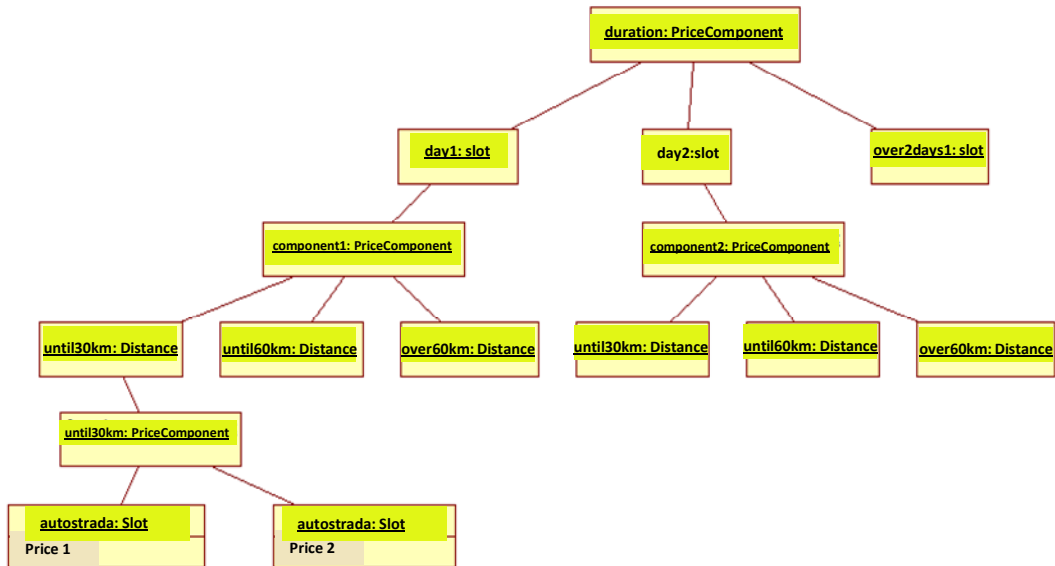 duration: PriceComponent
day1: slot
day2:slot
over2days1: slot
component1: PriceComponent
component2: PriceComponent
until30km: Distance
until60km: Distance
over60km: Distance
until30km: Distance
until60km: Distance
over60km: Distance
until30km: PriceComponent
autostrada: Slot
autostrada: Slot
Price 1
Price 2